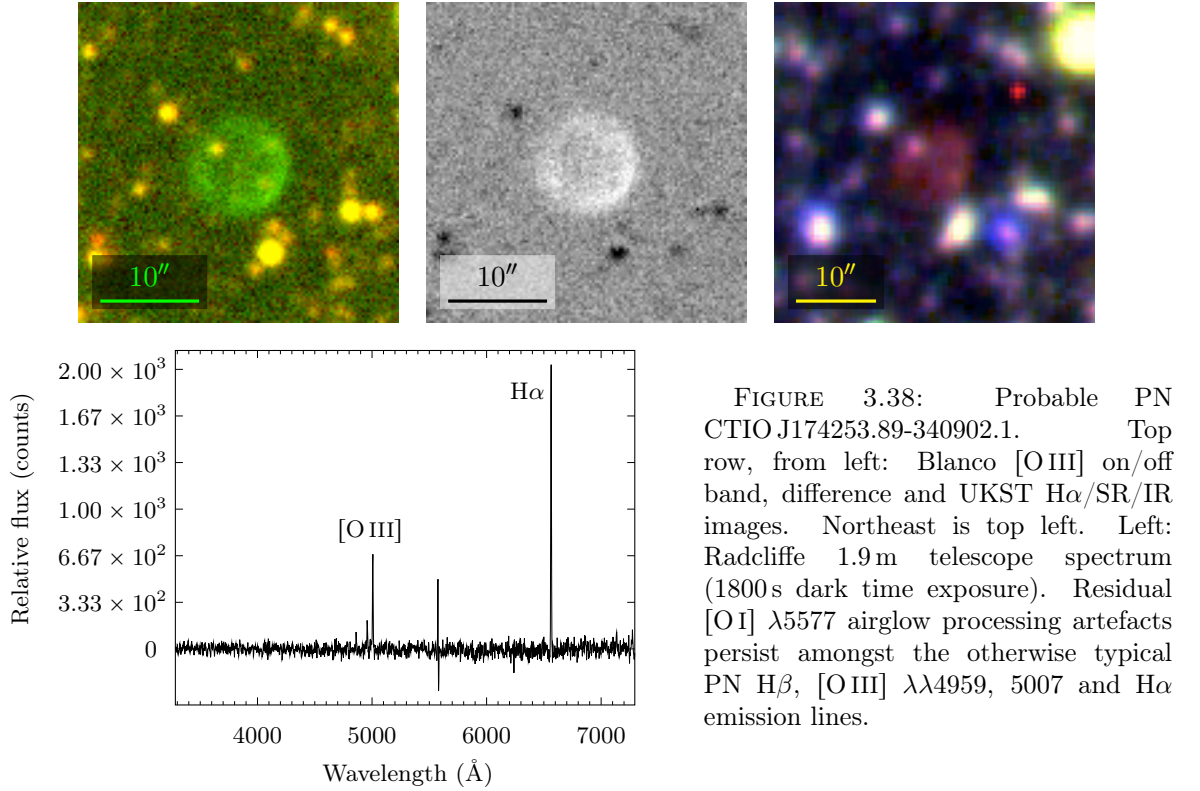 10″
10″
10″
Relative flux (counts)
2.00 × 10³
1.67 × 10³
1.33 × 10³
1.00 × 10³
6.67 × 10²
3.33 × 10²
0
[O III]
Hα
4000
5000
6000
7000
Wavelength (Å)
FIGURE 3.38: Probable PN
CTIO J174253.89-340902.1. Top
row, from left: Blanco [O III] on/off
band, difference and UKST Hα/SR/IR
images. Northeast is top left. Left:
Radcliffe 1.9 m telescope spectrum
(1800 s dark time exposure). Residual
[O I] λ5577 airglow processing artefacts
persist amongst the otherwise typical
PN Hβ, [O III] λλ4959, 5007 and Hα
emission lines.